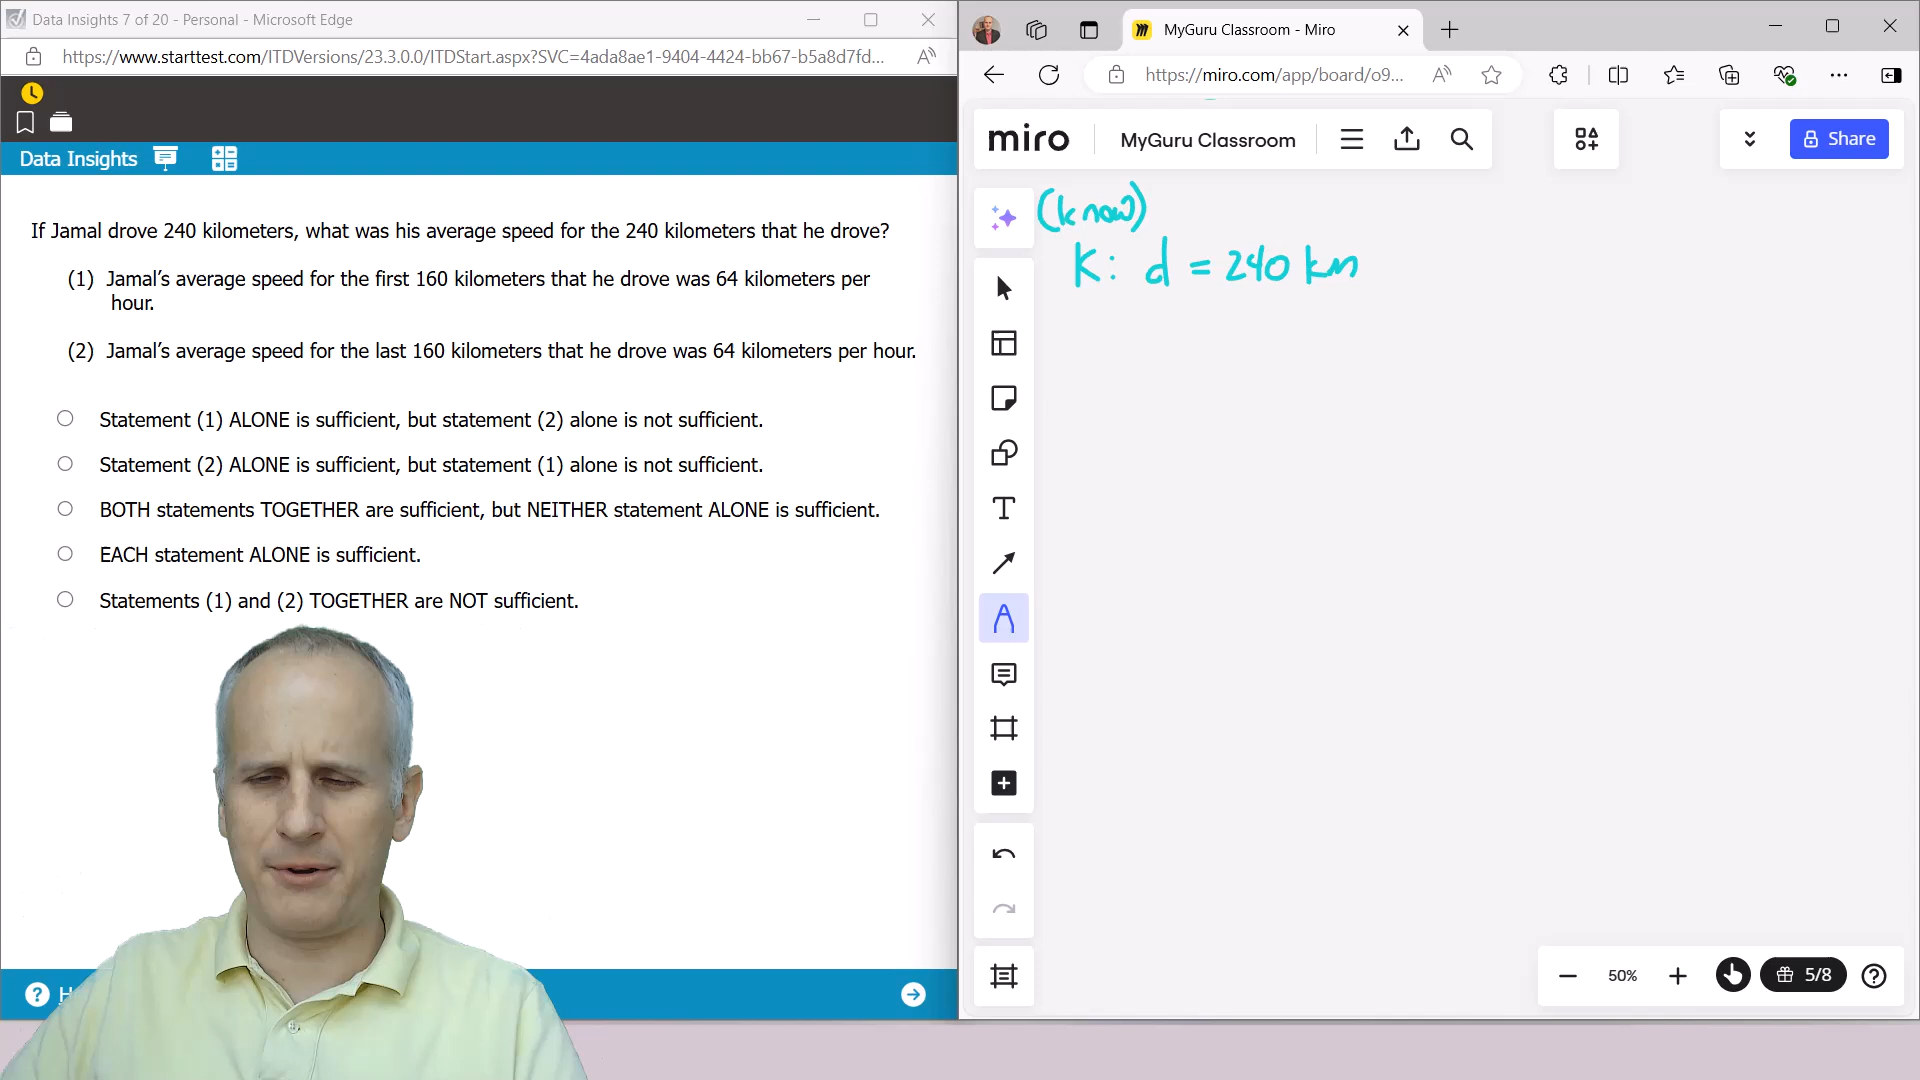 Data Insights 7 of 20 - Personal - Microsoft Edge
https://www.starttest.com/ITDVersions/23.3.0.0/ITDStart.aspx?SVC=4ada8ae1-9404-4424-bb67-b5a8d7fd...
Data Insights
If Jamal drove 240 kilometers, what was his average speed for the 240 kilometers that he drove?
(1) Jamal's average speed for the first 160 kilometers that he drove was 64 kilometers per
hour.
(2) Jamal's average speed for the last 160 kilometers that he drove was 64 kilometers per hour.
Statement (1) ALONE is sufficient, but statement (2) alone is not sufficient.
Statement (2) ALONE is sufficient, but statement (1) alone is not sufficient.
BOTH statements TOGETHER are sufficient, but NEITHER statement ALONE is sufficient.
EACH statement ALONE is sufficient.
Statements (1) and (2) TOGETHER are NOT sufficient.
MyGuru Classroom - Miro
https://miro.com/app/board/o9...
miro
MyGuru Classroom
Share
(know)
K: d = 240 km
50%
5/8